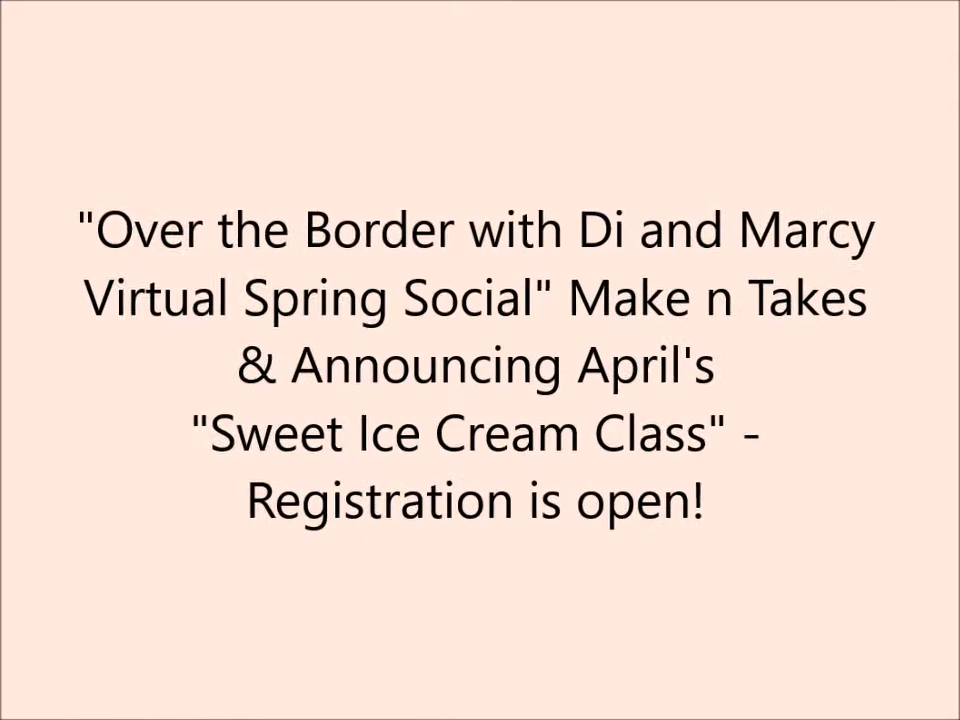 "Over the Border with Di and Marcy
Virtual Spring Social" Make n Takes
& Announcing April's
"Sweet Ice Cream Class" -
Registration is open!